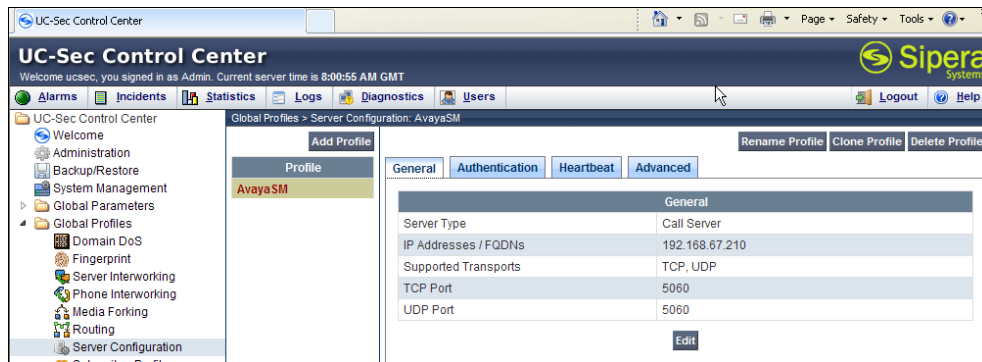 UC-Sec Control Center
Page Safety Tools
UC-Sec Control Center
Welcome ucsec, you signed in as Admin. Current server time is 8:00:55 AM GMT
Sipera
Systems
Alarms Incidents Statistics Logs Diagnostics Users Logout Help
UC-Sec Control Center
Welcome
Administration
Backup/Restore
System Management
Global Parameters
Global Profiles
Domain DoS
Fingerprint
Server Interworking
Phone Interworking
Media Forking
Routing
Server Configuration
Global Profiles > Server Configuration: AvayaSM
Add Profile
Profile
AvayaSM
Rename Profile Clone Profile Delete Profile
General Authentication Heartbeat Advanced
General
Server Type Call Server
IP Addresses / FQDNs 192.168.67.210
Supported Transports TCP, UDP
TCP Port 5060
UDP Port 5060
Edit